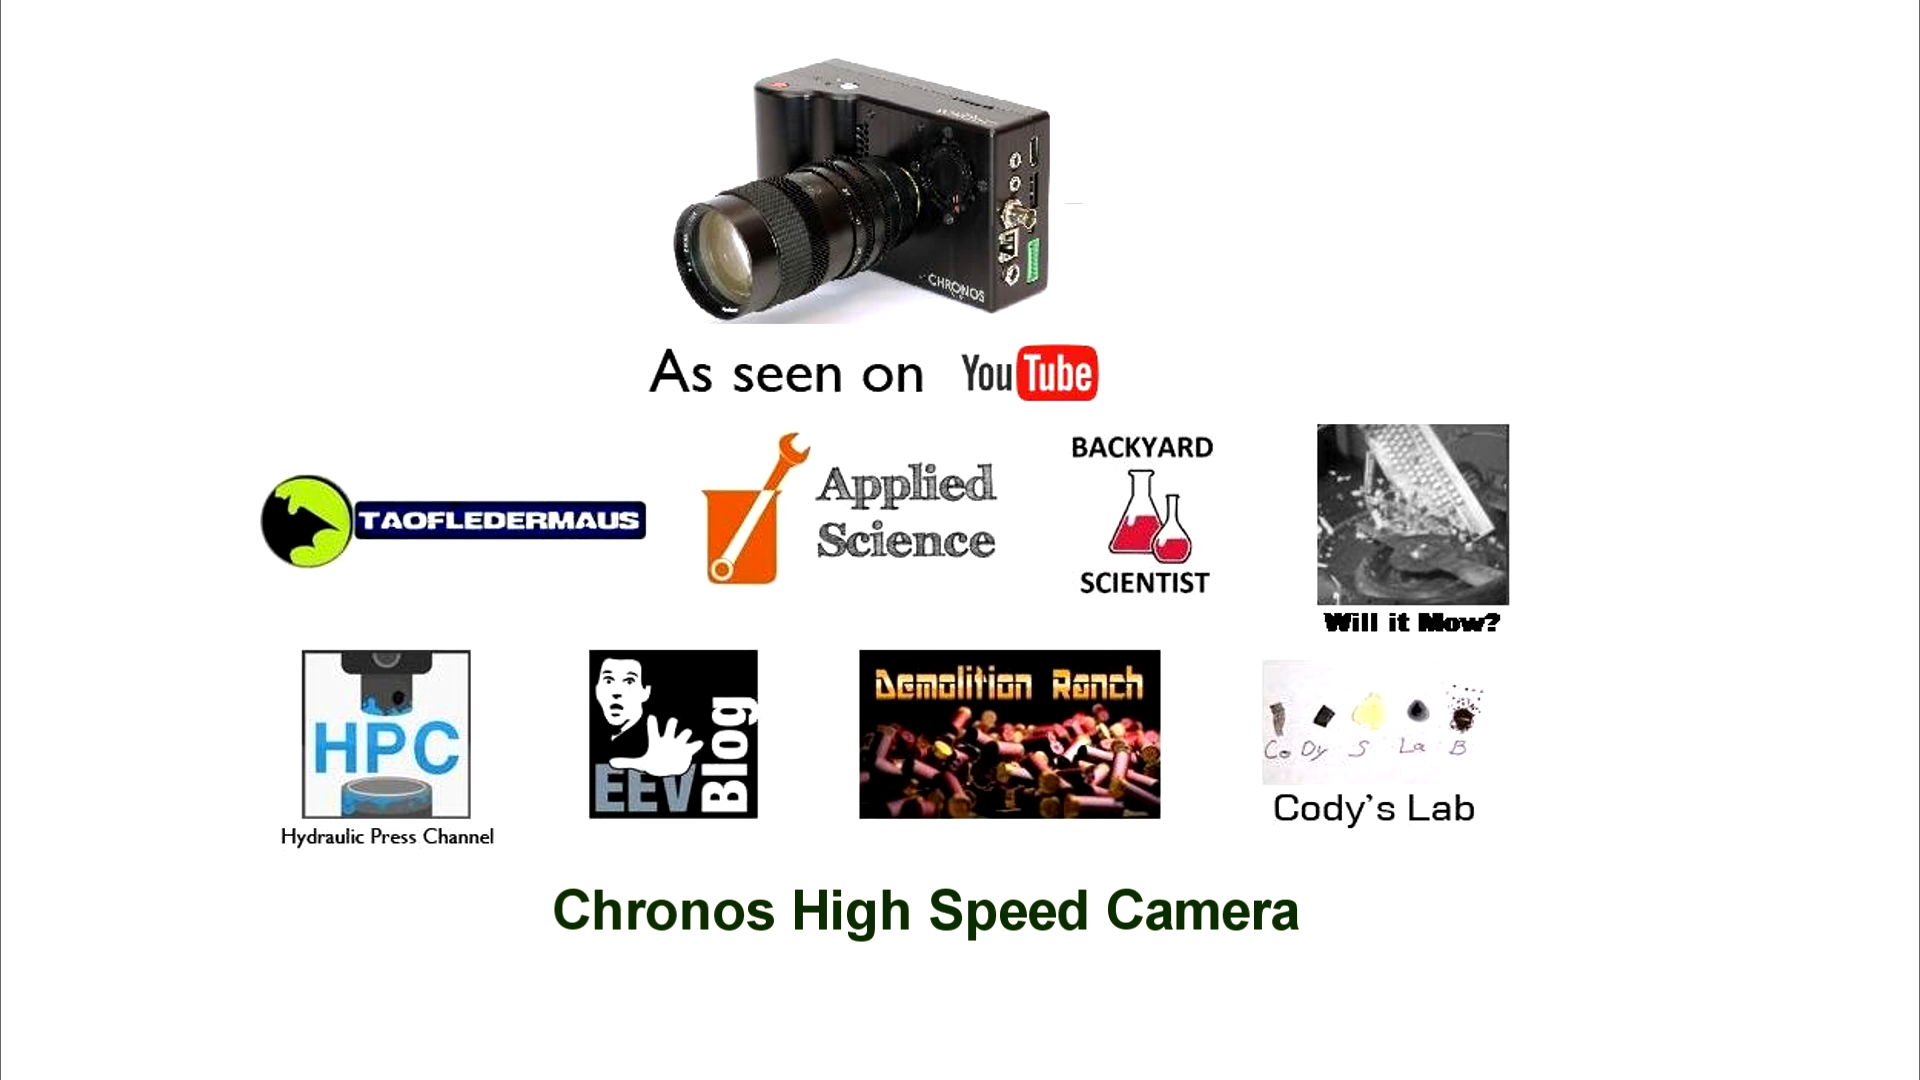 CHRONOS
As seen on YouTube
TAOFLEDERMAUS
Applied
Science
BACKYARD
SCIENTIST
Will it Mow?
HPC
Hydraulic Press Channel
EEV
Blog
Demolition Ranch
Co Dy S La B
Cody's Lab
Chronos High Speed Camera